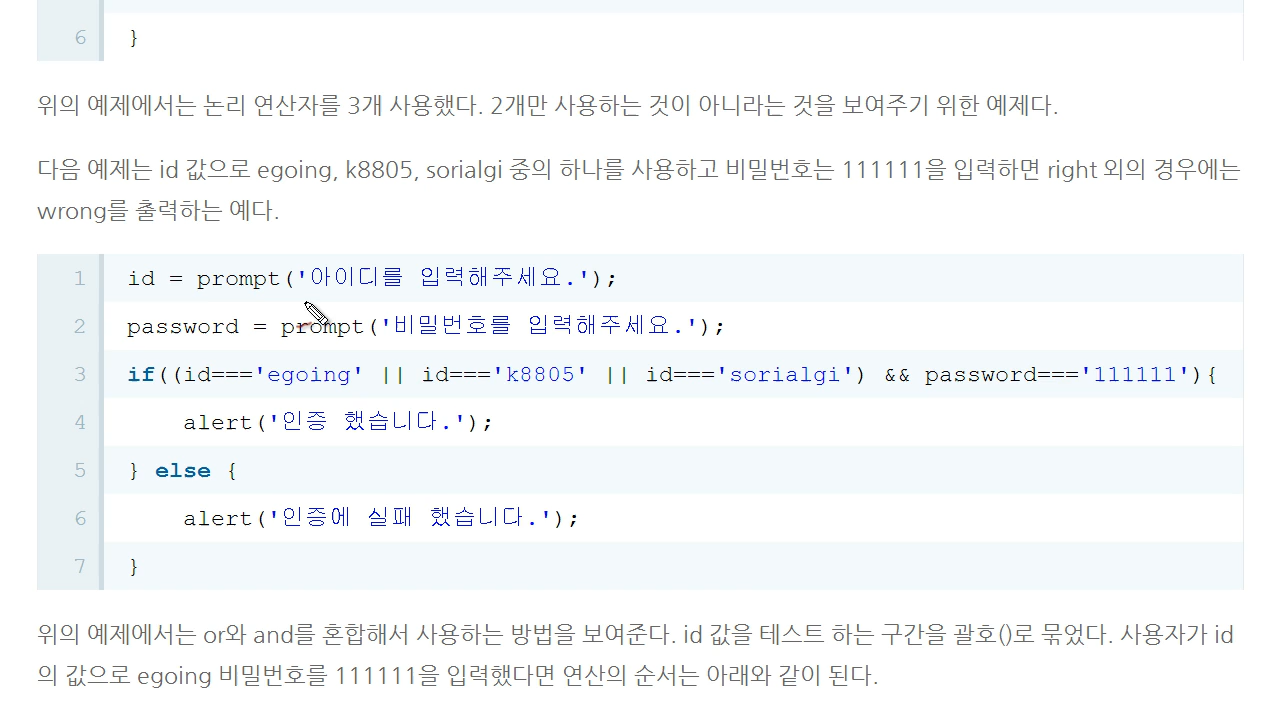 6 }
위의 예제에서는 논리 연산자를 3개 사용했다. 2개만 사용하는 것이 아니라는 것을 보여주기 위한 예제다.
다음 예제는 id 값으로 egoing, k8805, sorialgi 중의 하나를 사용하고 비밀번호는 111111을 입력하면 right 외의 경우에는
wrong를 출력하는 예다.
1 id = prompt('아이디를 입력해주세요.');
2 password = prompt('비밀번호를 입력해주세요.');
3 if((id==='egoing' || id==='k8805' || id==='sorialgi') && password==='111111'){
4     alert('인증 했습니다.');
5 } else {
6     alert('인증에 실패 했습니다.');
7 }
위의 예제에서는 or와 and를 혼합해서 사용하는 방법을 보여준다. id 값을 테스트 하는 구간을 괄호()로 묶었다. 사용자가 id
의 값으로 egoing 비밀번호를 111111을 입력했다면 연산의 순서는 아래와 같이 된다.